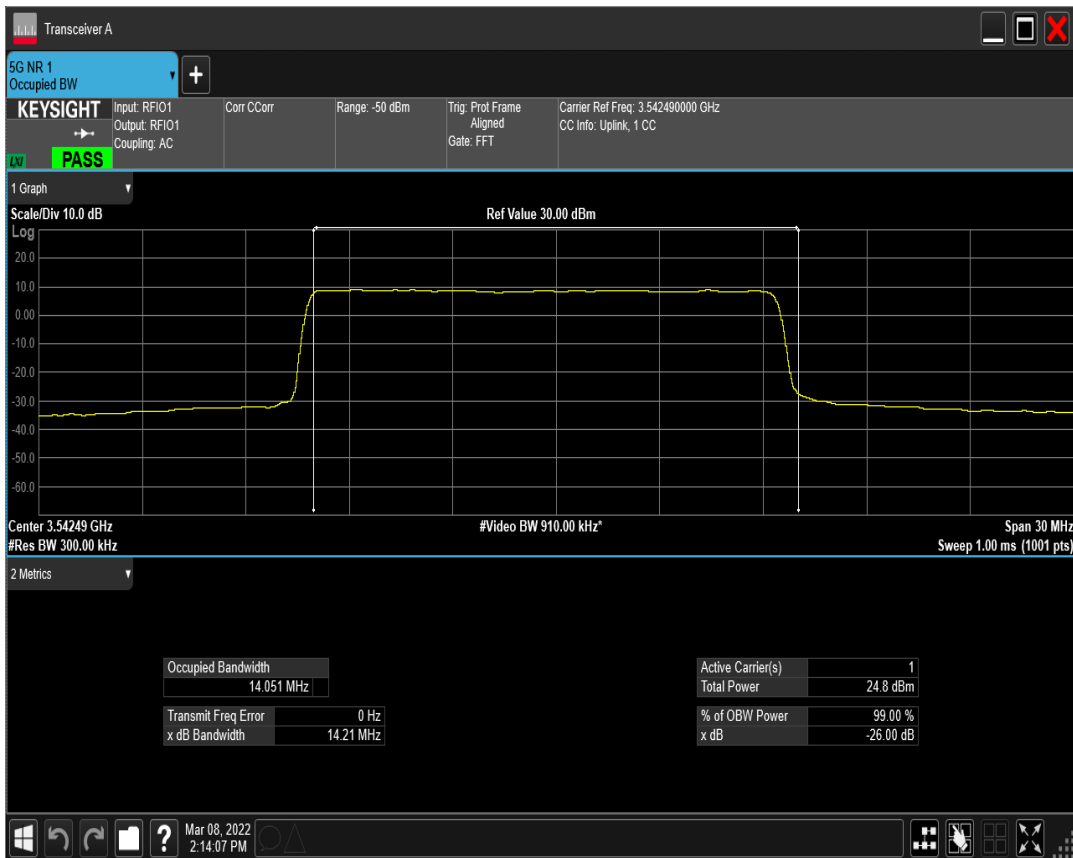 Transceiver A
5G NR 1
Occupied BW
+
KEYSIGHT
LXI
PASS
Input: RFIO1
Output: RFIO1
Coupling: AC
Corr CCorr
Range: -50 dBm
Trig: Prot Frame
Aligned
Gate: FFT
Carrier Ref Freq: 3.542490000 GHz
CC Info: Uplink, 1 CC
1 Graph
Scale/Div 10.0 dB
Ref Value 30.00 dBm
Log
20.0
10.0
0.00
-10.0
-20.0
-30.0
-40.0
-50.0
-60.0
Center 3.54249 GHz
#Video BW 910.00 kHz*
Span 30 MHz
#Res BW 300.00 kHz
Sweep 1.00 ms (1001 pts)
2 Metrics
Occupied Bandwidth
14.051 MHz
Transmit Freq Error 0 Hz
x dB Bandwidth 14.21 MHz
Active Carrier(s) 1
Total Power 24.8 dBm
% of OBW Power 99.00 %
x dB -26.00 dB
?
Mar 08, 2022
2:14:07 PM